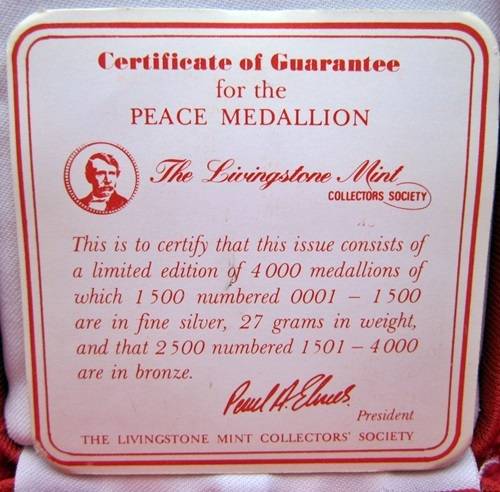 Certificate of Guarantee
for the
PEACE MEDALLION
The Livingstone Mint
COLLECTORS SOCIETY
This is to certify that this issue consists of
a limited edition of 4000 medallions of
which 1500 numbered 0001 – 1500
are in fine silver, 27 grams in weight,
and that 2500 numbered 1501 – 4000
are in bronze.
President
THE LIVINGSTONE MINT COLLECTORS' SOCIETY